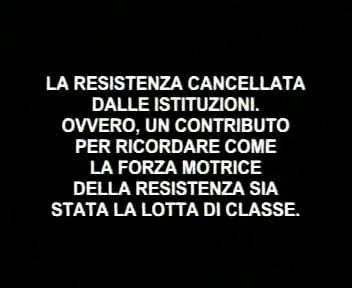 LA RESISTENZA CANCELLATA
DALLE ISTITUZIONI.
OVVERO, UN CONTRIBUTO
PER RICORDARE COME
LA FORZA MOTRICE
DELLA RESISTENZA SIA
STATA LA LOTTA DI CLASSE.